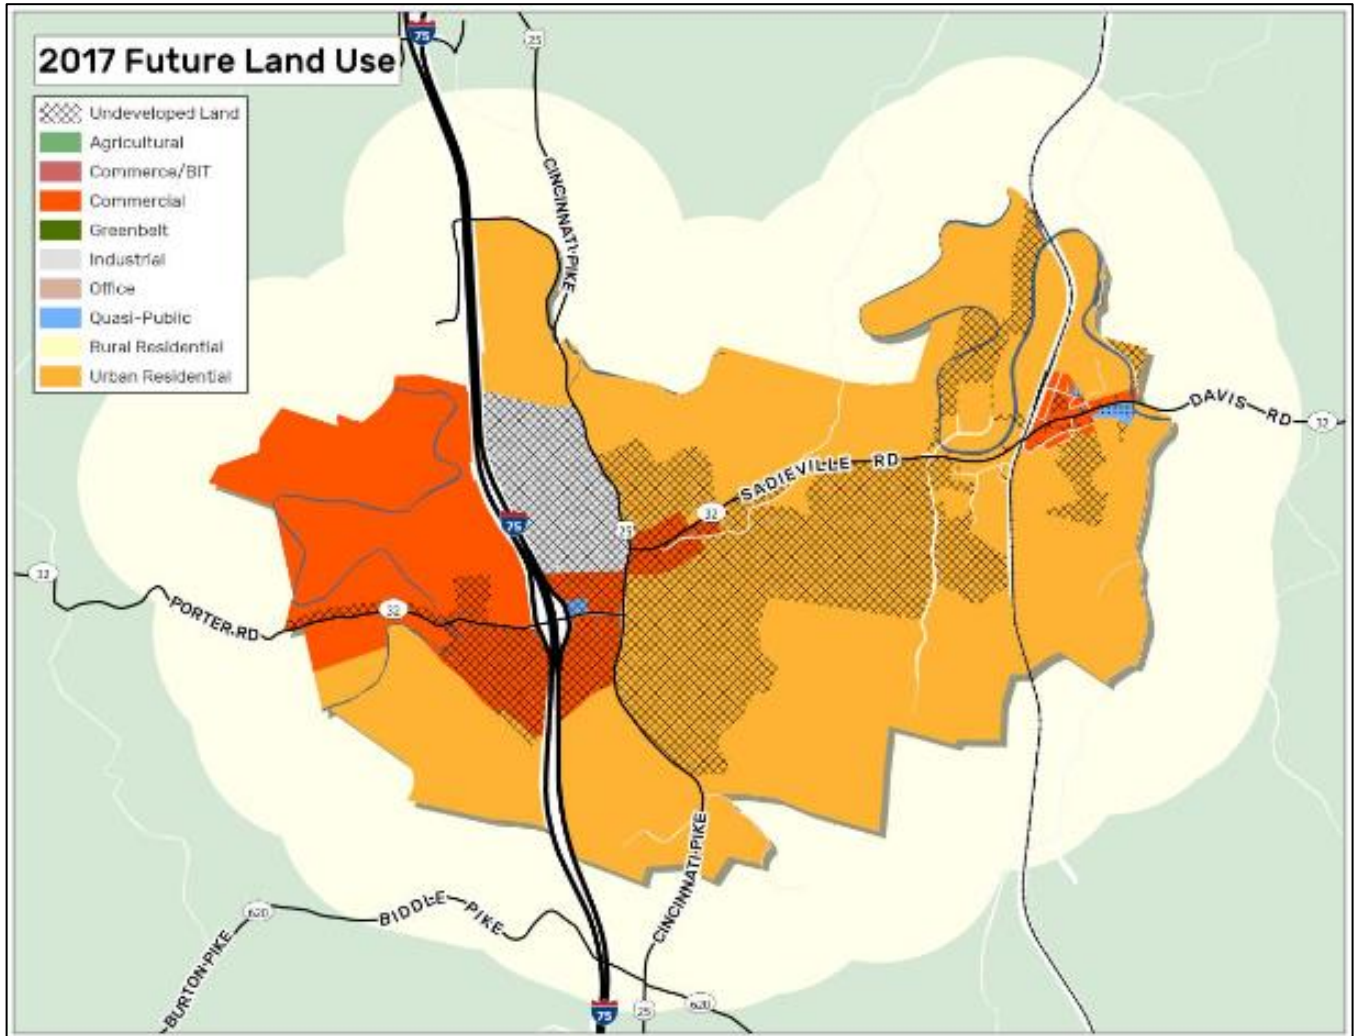 2017 Future Land Use
Undeveloped Land
Agricultural
Commerce/BIT
Commercial
Greenbelt
Industrial
Office
Quasi-Public
Rural Residential
Urban Residential
75
25
CINCINNATI PIKE
DAVIS RD
32
SADIEVILLE RD
32
75
25
32
PORTER RD
32
CINCINNATI PIKE
620
BIDDLE PIKE
BURTON PIKE
75
25
620